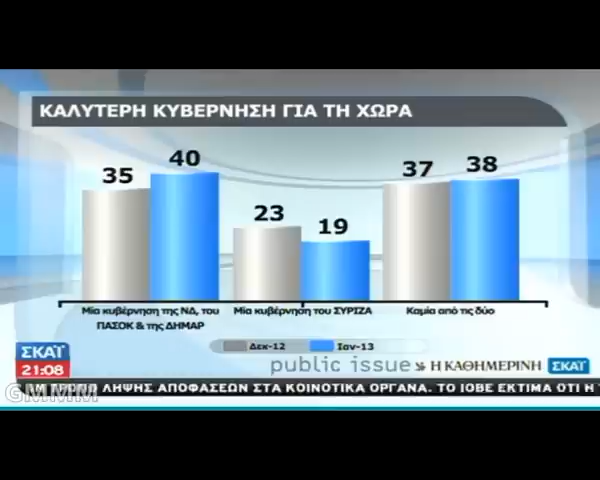 ΚΑΛΥΤΕΡΗ ΚΥΒΕΡΝΗΣΗ ΓΙΑ ΤΗ ΧΩΡΑ
35 40 23 19 37 38
Μία κυβέρνηση της ΝΔ, του
ΠΑΣΟΚ & της ΔΗΜΑΡ
Μία κυβέρνηση του ΣΥΡΙΖΑ
Καμία από τις δύο
Δεκ-12 Ιαν-13
ΣΚΑΪ
21:08
public issue Η ΚΑΘΗΜΕΡΙΝΗ ΣΚΑΪ
ΛΗΨΗΣ ΑΠΟΦΑΣΕΩΝ ΣΤΑ ΚΟΙΝΟΤΙΚΑ ΟΡΓΑΝΑ. ΤΟ ΙΟΒΕ ΕΚΤΙΜΑ ΟΤΙ Η
GMMM